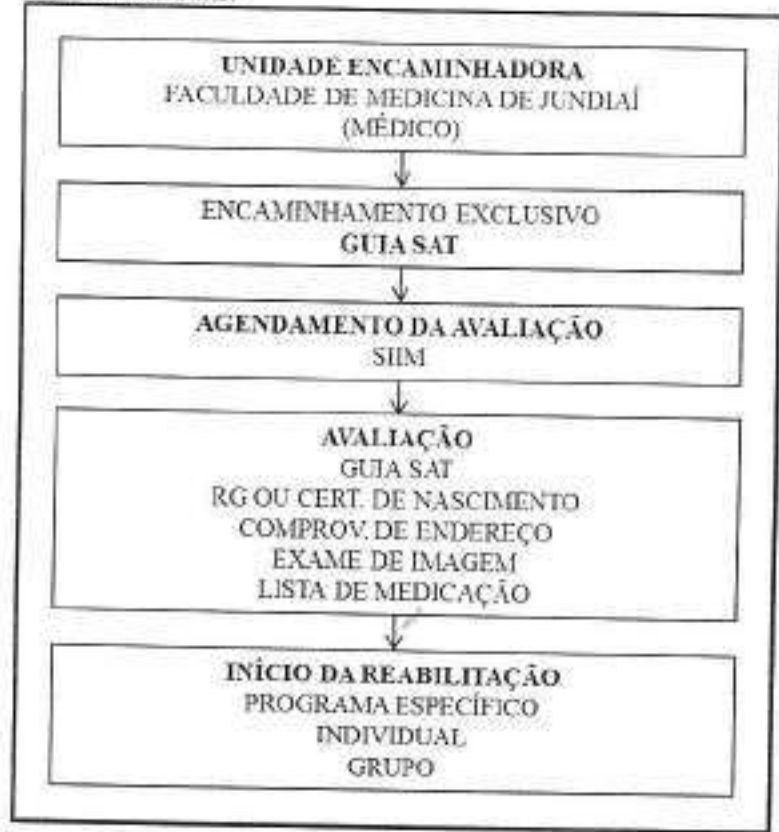 UNIDADE ENCAMINHADORA
FACULDADE DE MEDICINA DE JUNDIAÍ
(MÉDICO)
ENCAMINHAMENTO EXCLUSIVO
GUIA SAT
AGENDAMENTO DA AVALIAÇÃO
SIIM
AVALIAÇÃO
GUIA SAT
RG OU CERT. DE NASCIMENTO
COMPROV. DE ENDEREÇO
EXAME DE IMAGEM
LISTA DE MEDICAÇÃO
INÍCIO DA REABILITAÇÃO
PROGRAMA ESPECÍFICO
INDIVIDUAL
GRUPO